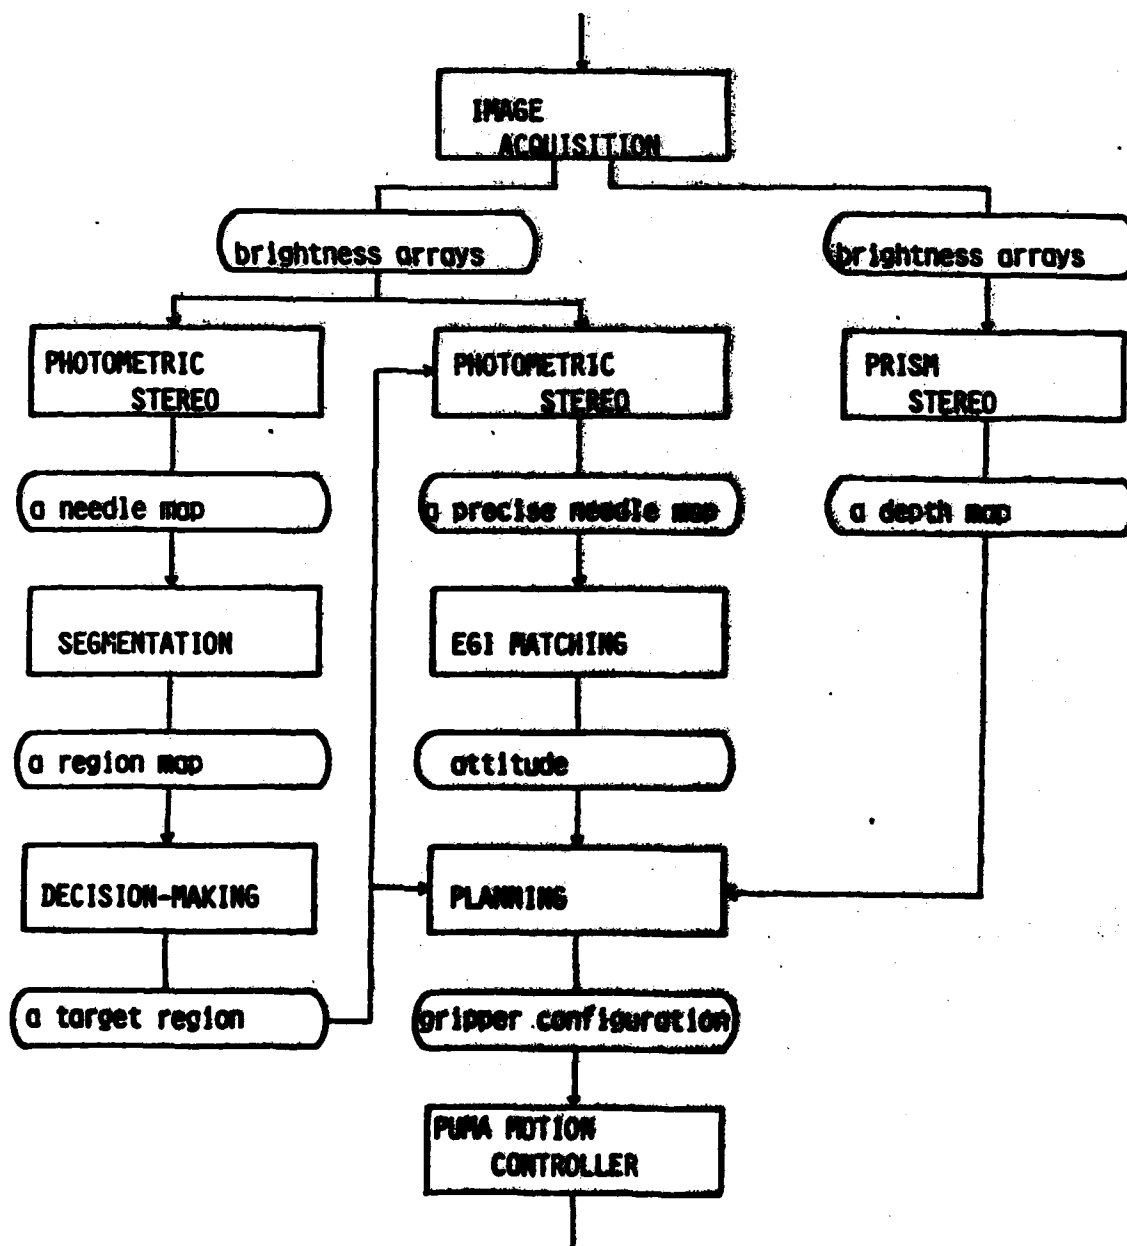 IMAGE
ACQUISITION
brightness arrays
brightness arrays
PHOTOMETRIC
STEREO
PHOTOMETRIC
STEREO
PRISM
STEREO
a needle map
a precise needle map
a depth map
SEGMENTATION
EGI MATCHING
a region map
attitude
DECISION-MAKING
PLANNING
a target region
gripper configuration
PUMA MOTION
CONTROLLER